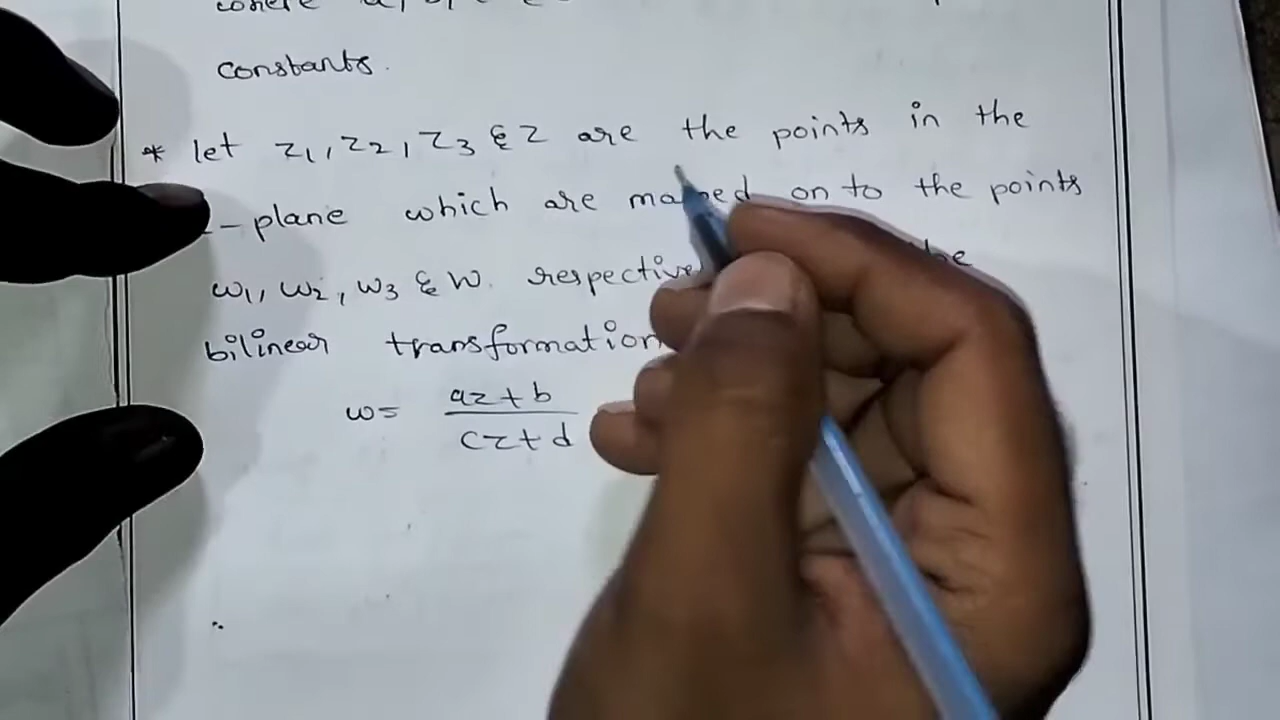 constants.
* let z1, z2, z3 & z are the points in the
- plane which are mapped on to the points
w1, w2, w3 & w. respective
bilinear transformation
w= az+b
cz+d